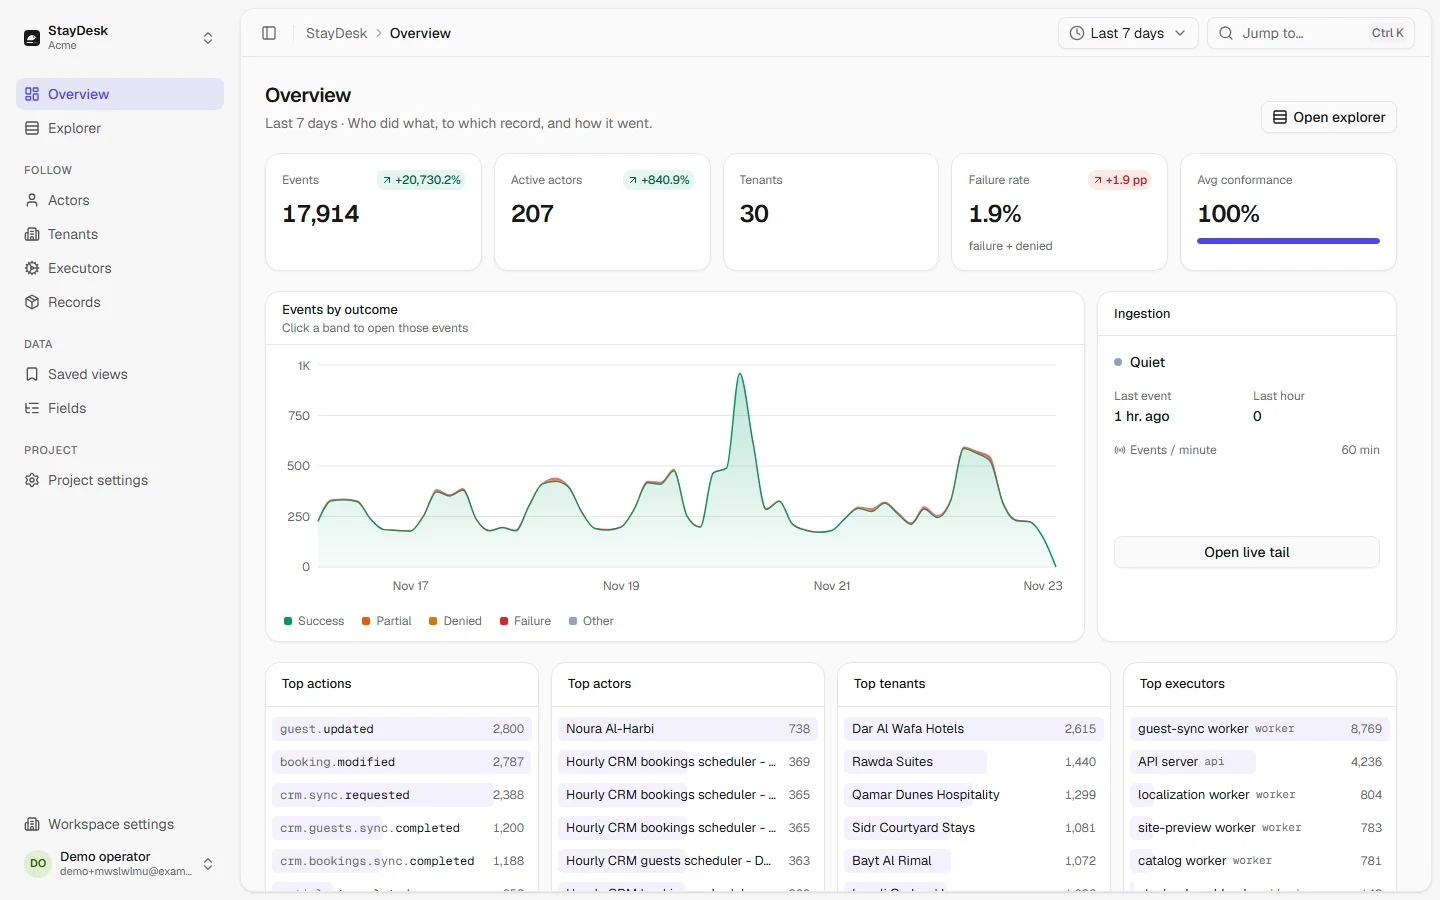 StayDesk
Acme
Overview
Explorer
FOLLOW
Actors
Tenants
Executors
Records
DATA
Saved views
Fields
PROJECT
Project settings
Workspace settings
DO
Demo operator
demo+mwslwlmu@exam...
StayDesk > Overview
Last 7 days
Jump to...
Ctrl K
Overview
Last 7 days · Who did what, to which record, and how it went.
Open explorer
Events
+20,730.2%
17,914
Active actors
+840.9%
207
Tenants
30
Failure rate
+1.9 pp
1.9%
failure + denied
Avg conformance
100%
Events by outcome
Click a band to open those events
1K
750
500
250
0
Nov 17
Nov 19
Nov 21
Nov 23
Success
Partial
Denied
Failure
Other
Ingestion
Quiet
Last event
1 hr. ago
Last hour
0
Events / minute
60 min
Open live tail
Top actions
guest.updated 2,800
booking.modified 2,787
crm.sync.requested 2,388
crm.guests.sync.completed 1,200
crm.bookings.sync.completed 1,188
Top actors
Noura Al-Harbi 738
Hourly CRM bookings scheduler - ... 369
Hourly CRM bookings scheduler - ... 365
Hourly CRM bookings scheduler - ... 365
Hourly CRM guests scheduler - D... 363
Top tenants
Dar Al Wafa Hotels 2,615
Rawda Suites 1,440
Qamar Dunes Hospitality 1,299
Sidr Courtyard Stays 1,081
Bayt Al Rimal 1,072
Top executors
guest-sync worker worker 8,769
API server api 4,236
localization worker worker 804
site-preview worker worker 783
catalog worker worker 781